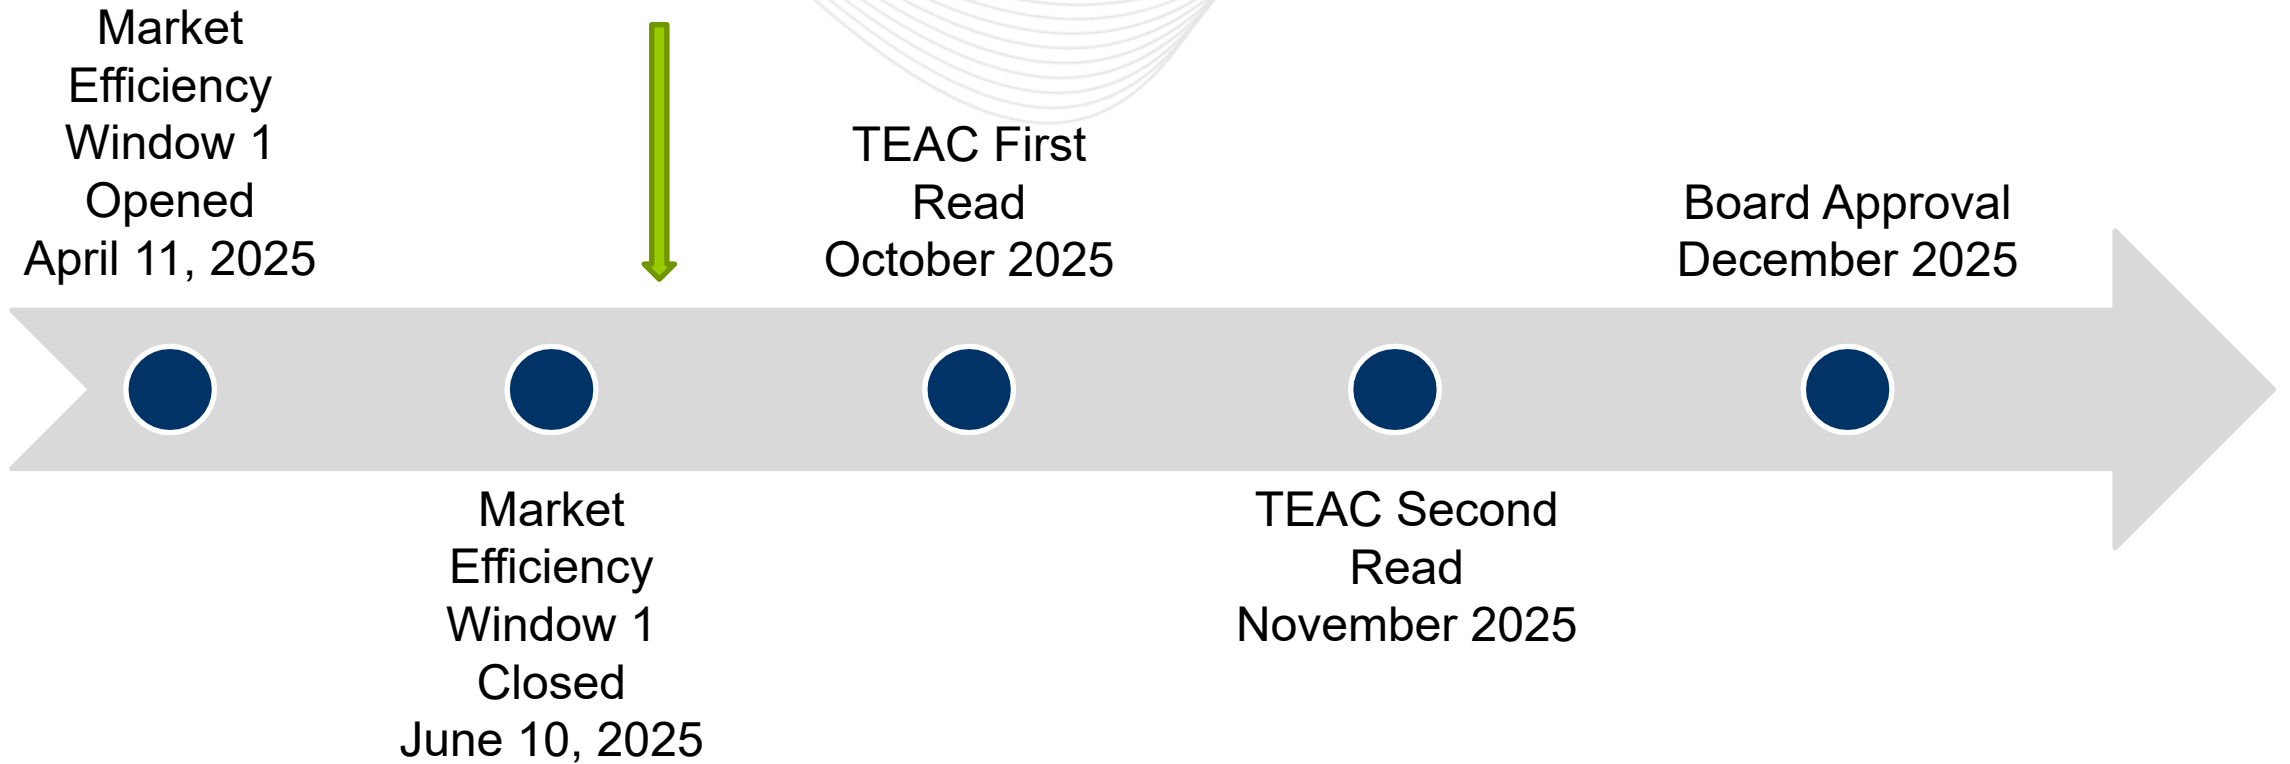 Market
Efficiency
Window 1
Opened
April 11, 2025
Market
Efficiency
Window 1
Closed
June 10, 2025
TEAC First
Read
October 2025
TEAC Second
Read
November 2025
Board Approval
December 2025